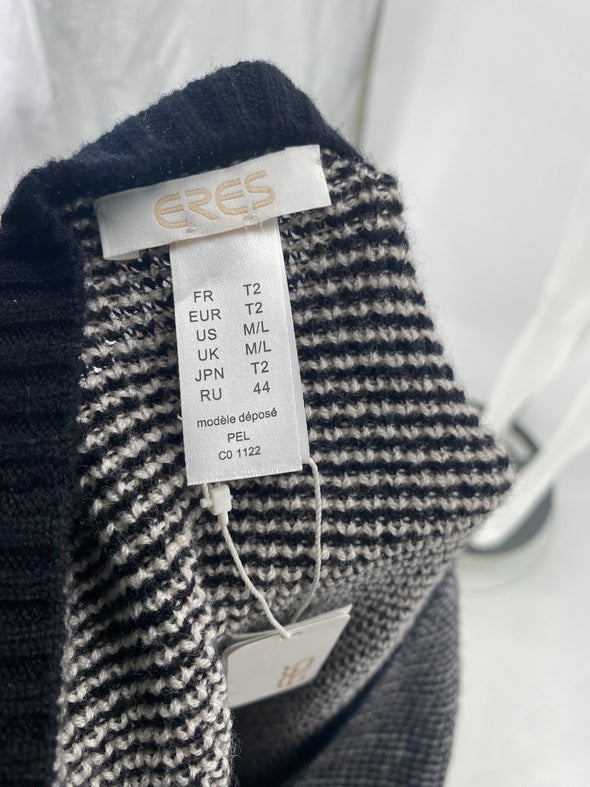 ERES
FR T2
EUR T2
US M/L
UK M/L
JPN T2
RU 44
modèle déposé
PEL
C0 1122